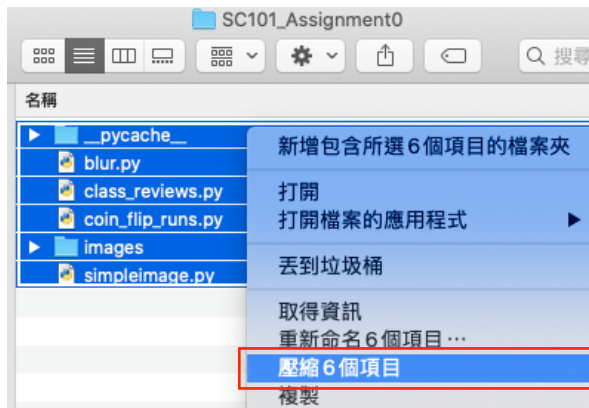 SC101_Assignment0
搜尋
名稱
__pycache__
blur.py
class_reviews.py
coin_flip_runs.py
images
simpleimage.py
新增包含所選6個項目的檔案夾
打開
打開檔案的應用程式
丟到垃圾桶
取得資訊
重新命名6個項目⋯
壓縮6個項目
複製